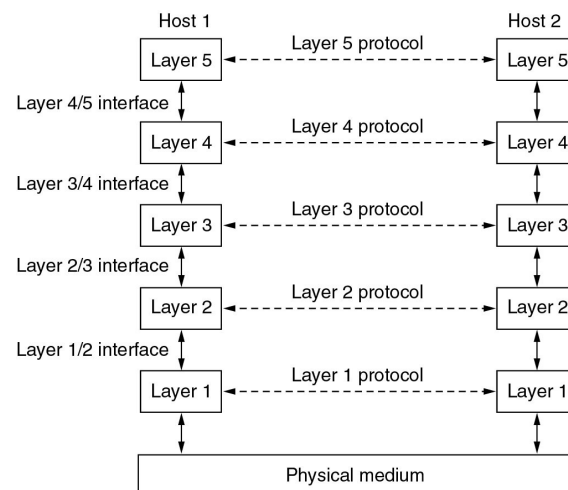 Host 1 Host 2
Layer 5 Layer 5 protocol Layer 5
Layer 4/5 interface
Layer 4 Layer 4 protocol Layer 4
Layer 3/4 interface
Layer 3 Layer 3 protocol Layer 3
Layer 2/3 interface
Layer 2 Layer 2 protocol Layer 2
Layer 1/2 interface
Layer 1 Layer 1 protocol Layer 1
Physical medium